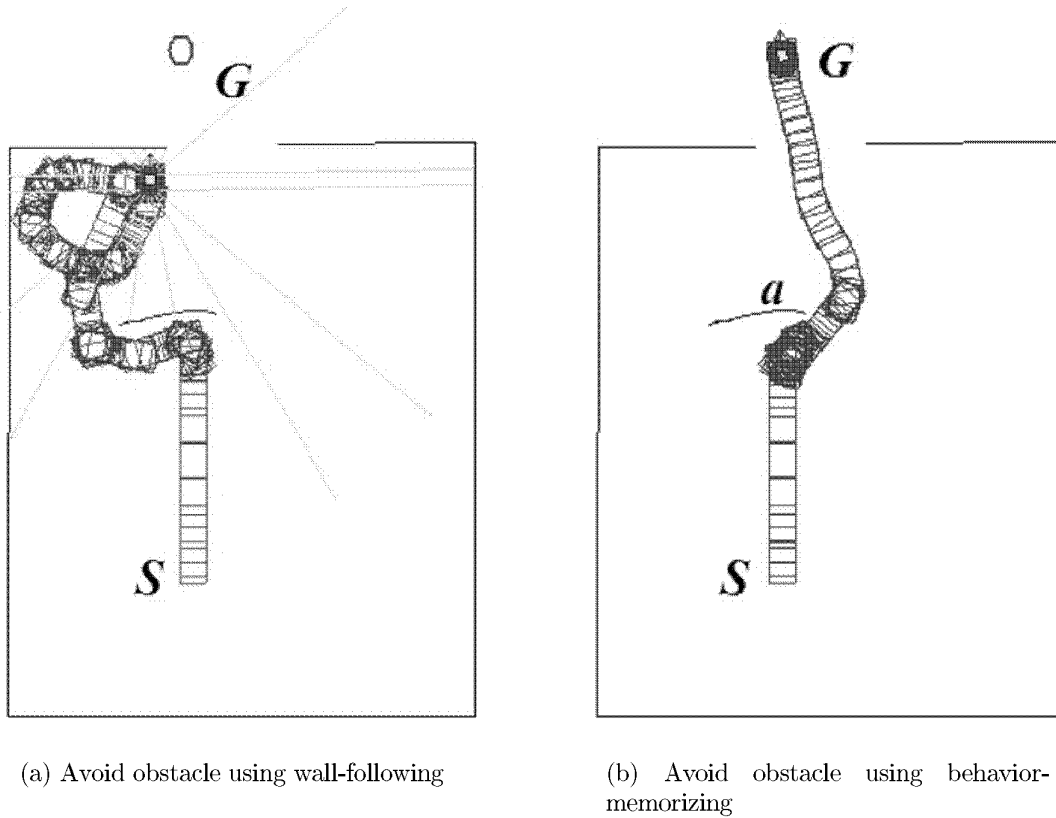 G
S
(a) Avoid obstacle using wall-following
G
a
S
(b) Avoid obstacle using behavior-
memorizing